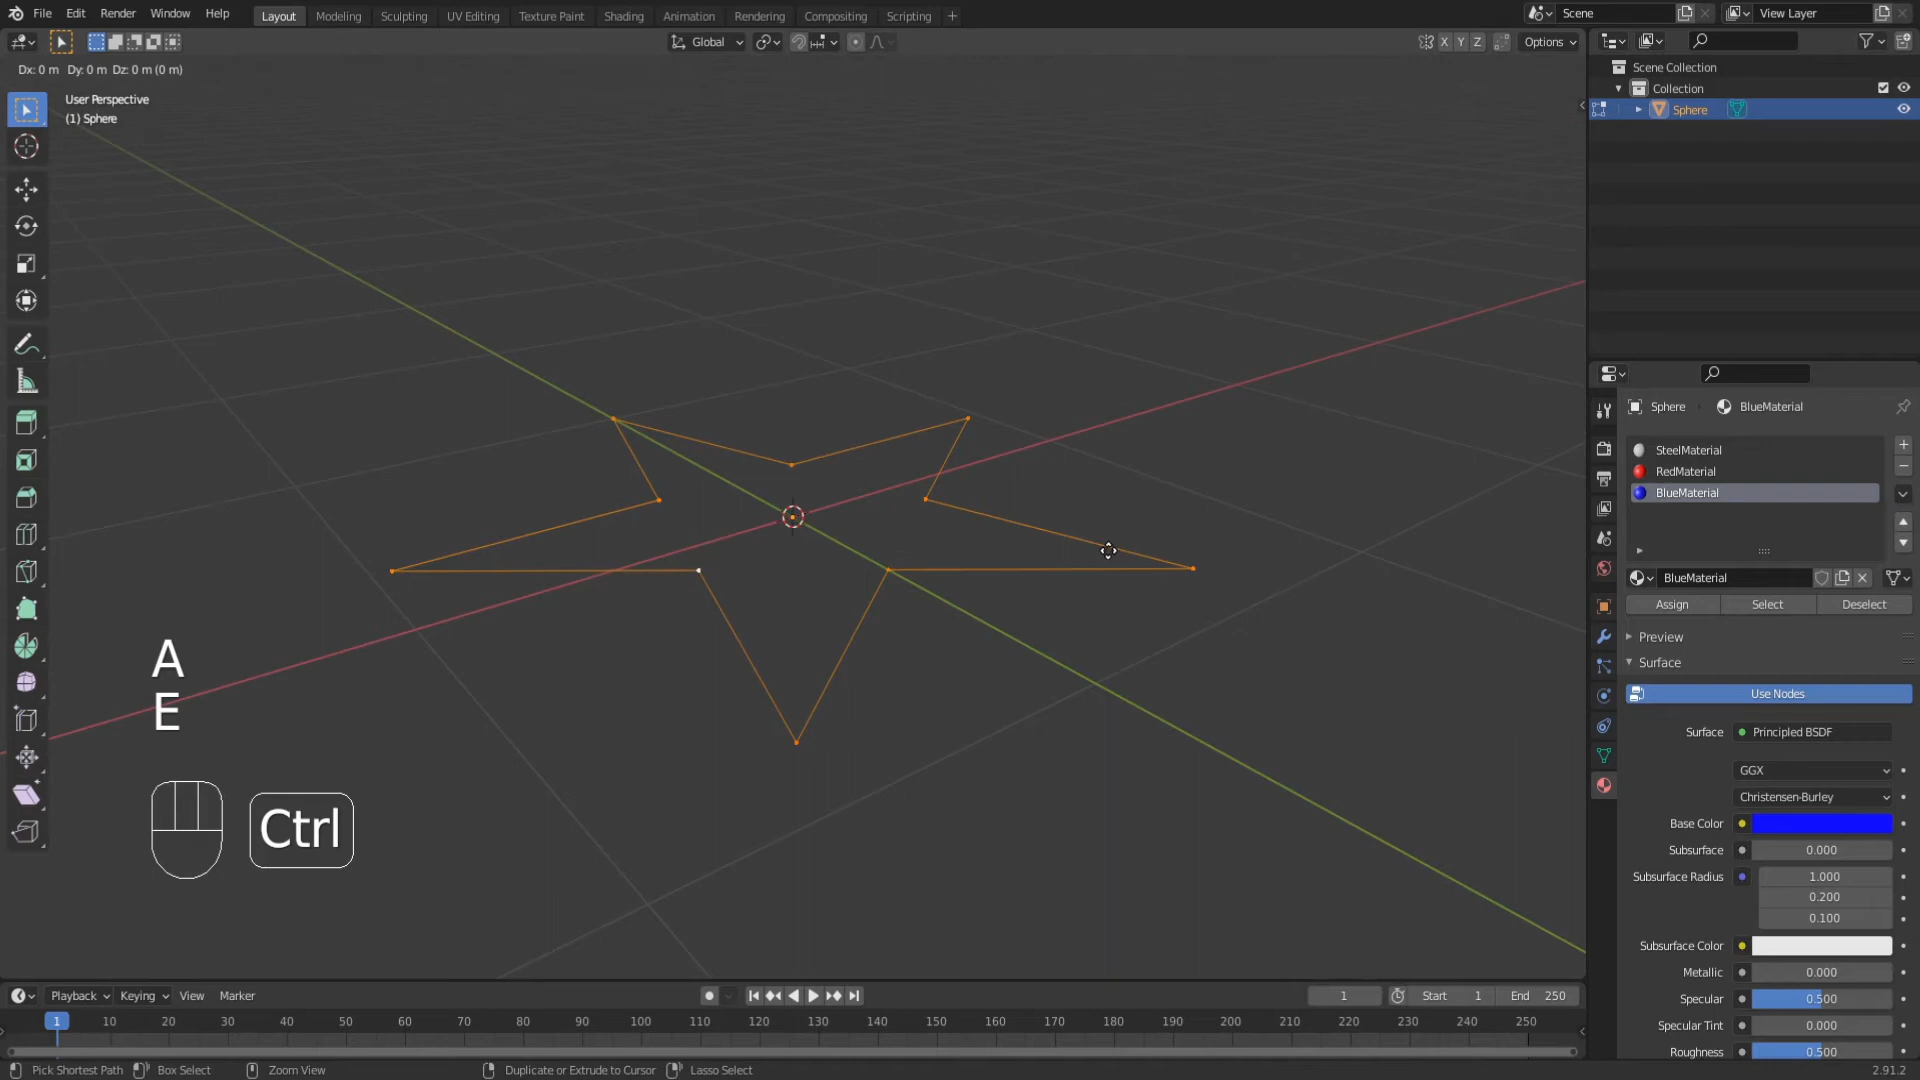 File Edit Render Window Help Layout Modeling Sculpting UV Editing Texture Paint Shading Animation Rendering Compositing Scripting + Scene View Layer
Global X Y Z Options
Dx: 0 m Dy: 0 m Dz: 0 m (0 m)
User Perspective
(1) Sphere
Scene Collection
Collection
Sphere
Sphere BlueMaterial
SteelMaterial
RedMaterial
BlueMaterial
BlueMaterial
Assign Select Deselect
Preview
Surface
Use Nodes
Surface Principled BSDF
GGX
Christensen-Burley
Base Color
Subsurface 0.000
Subsurface Radius 1.000
0.200
0.100
Subsurface Color
Metallic 0.000
Specular 0.500
Specular Tint 0.000
Roughness 0.500
A
E
Ctrl
Playback Keying View Marker 1 Start 1 End 250
1 10 20 30 40 50 60 70 80 90 100 110 120 130 140 150 160 170 180 190 200 210 220 230 240 250
Pick Shortest Path Box Select Zoom View Duplicate or Extrude to Cursor Lasso Select 2.91.2